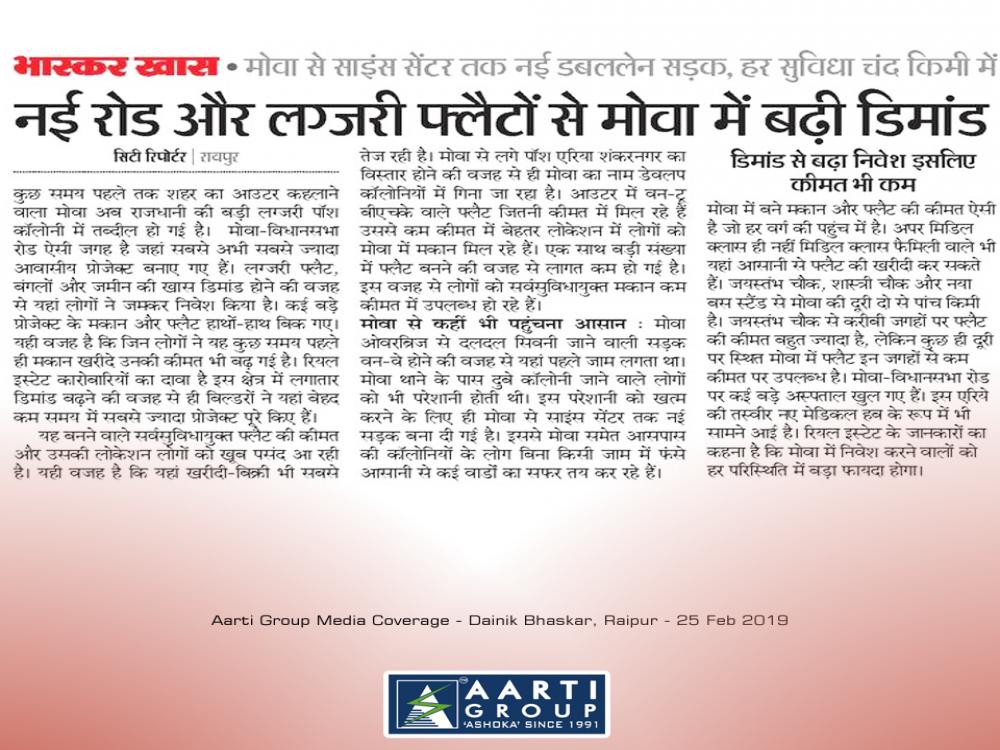 भास्कर खास • मोवा से साइंस सेंटर तक नई डबललेन सड़क, हर सुविधा चंद किमी में
नई रोड और लग्जरी फ्लैटों से मोवा में बढ़ी डिमांड
सिटी रिपोर्टर | रायपुर
कुछ समय पहले तक शहर का आउटर कहलाने
वाला मोवा अब राजधानी की बड़ी लग्जरी पॉश
कॉलोनी में तब्दील हो गई है। मोवा-विधानसभा
रोड ऐसी जगह है जहां सबसे अभी सबसे ज्यादा
आवासीय प्रोजेक्ट बनाए गए हैं। लग्जरी फ्लैट,
बंगलों और जमीन की खास डिमांड होने की वजह
से यहां लोगों ने जमकर निवेश किया है। कई बड़े
प्रोजेक्ट के मकान और फ्लैट हाथों-हाथ बिक गए।
यही वजह है कि जिन लोगों ने यह कुछ समय पहले
ही मकान खरीदे उनकी कीमत भी बढ़ गई है। रियल
इस्टेट कारोबारियों का दावा है इस क्षेत्र में लगातार
डिमांड बढ़ने की वजह से ही बिल्डरों ने यहां बेहद
कम समय में सबसे ज्यादा प्रोजेक्ट पूरे किए हैं।
यह बनने वाले सर्वसुविधायुक्त फ्लैट की कीमत
और उसकी लोकेशन लोगों को खूब पसंद आ रही
है। यही वजह है कि यहां खरीदी-बिक्री भी सबसे
तेज रही है। मोवा से लगे पॉश एरिया शंकरनगर का
विस्तार होने की वजह से ही मोवा का नाम डेवलप
कॉलोनियों में गिना जा रहा है। आउटर में वन-टू
बीएचके वाले फ्लैट जितनी कीमत में मिल रहे हैं
उससे कम कीमत में बेहतर लोकेशन में लोगों को
मोवा में मकान मिल रहे हैं। एक साथ बड़ी संख्या
में फ्लैट बनने की वजह से लागत कम हो गई है।
इस वजह से लोगों को सर्वसुविधायुक्त मकान कम
कीमत में उपलब्ध हो रहे हैं।
मोवा से कहीं भी पहुंचना आसान : मोवा
ओवरब्रिज से दलदल सिवनी जाने वाली सड़क
वन-वे होने की वजह से यहां पहले जाम लगता था।
मोवा थाने के पास दुबे कॉलोनी जाने वाले लोगों
को भी परेशानी होती थी। इस परेशानी को खत्म
करने के लिए ही मोवा से साइंस सेंटर तक नई
सड़क बना दी गई है। इससे मोवा समेत आसपास
की कॉलोनियों के लोग बिना किसी जाम में फंसे
आसानी से कई वार्डों का सफर तय कर रहे हैं।
डिमांड से बढ़ा निवेश इसलिए
कीमत भी कम
मोवा में बने मकान और फ्लैट की कीमत ऐसी
है जो हर वर्ग की पहुंच में है। अपर मिडिल
क्लास ही नहीं मिडिल क्लास फैमिली वाले भी
यहां आसानी से फ्लैट की खरीदी कर सकते
हैं। जयस्तंभ चौक, शास्त्री चौक और नया
बस स्टैंड से मोवा की दूरी दो से पांच किमी
है। जयस्तंभ चौक से करीबी जगहों पर फ्लैट
की कीमत बहुत ज्यादा है, लेकिन कुछ ही दूरी
पर स्थित मोवा में फ्लैट इन जगहों से कम
कीमत पर उपलब्ध है। मोवा-विधानसभा रोड
पर कई बड़े अस्पताल खुल गए हैं। इस एरिये
की तस्वीर नए मेडिकल हब के रूप में भी
सामने आई है। रियल इस्टेट के जानकारों का
कहना है कि मोवा में निवेश करने वालों को
हर परिस्थिति में बड़ा फायदा होगा।
Aarti Group Media Coverage - Dainik Bhaskar, Raipur - 25 Feb 2019
AARTI
GROUP
'ASHOKA' SINCE 1991